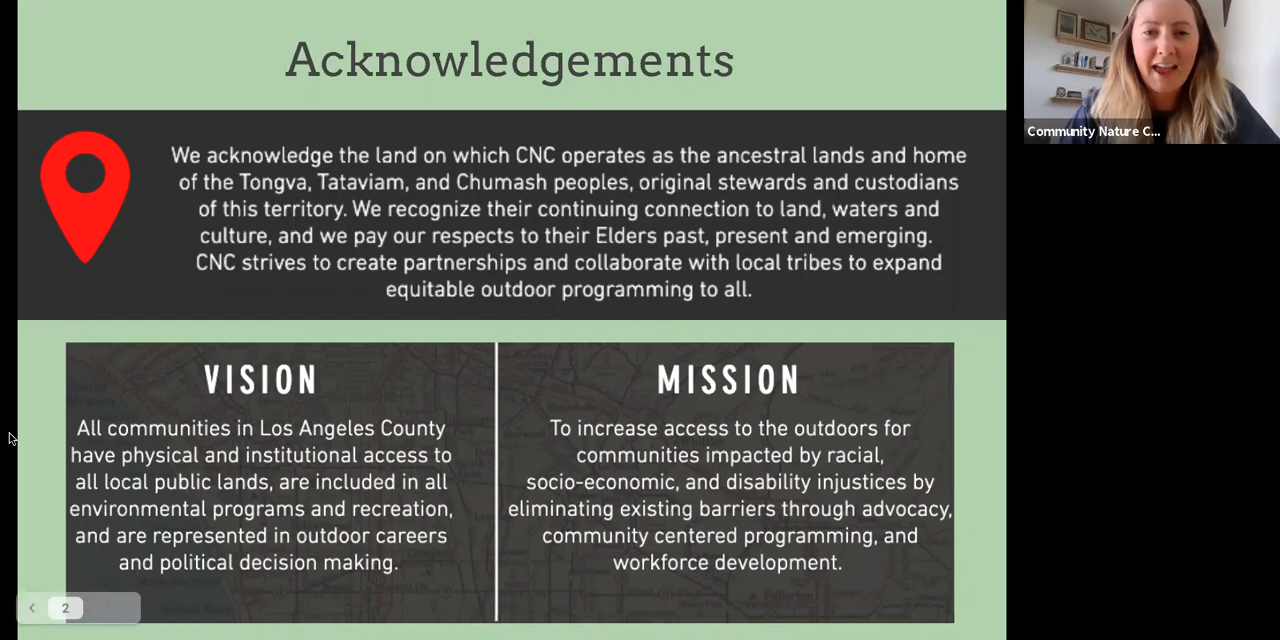 Acknowledgements
We acknowledge the land on which CNC operates as the ancestral lands and home
of the Tongva, Tataviam, and Chumash peoples, original stewards and custodians
of this territory. We recognize their continuing connection to land, waters and
culture, and we pay our respects to their Elders past, present and emerging.
CNC strives to create partnerships and collaborate with local tribes to expand
equitable outdoor programming to all.
VISION
All communities in Los Angeles County
have physical and institutional access to
all local public lands, are included in all
environmental programs and recreation,
and are represented in outdoor careers
and political decision making.
MISSION
To increase access to the outdoors for
communities impacted by racial,
socio-economic, and disability injustices by
eliminating existing barriers through advocacy,
community centered programming, and
workforce development.
2
Community Nature C...